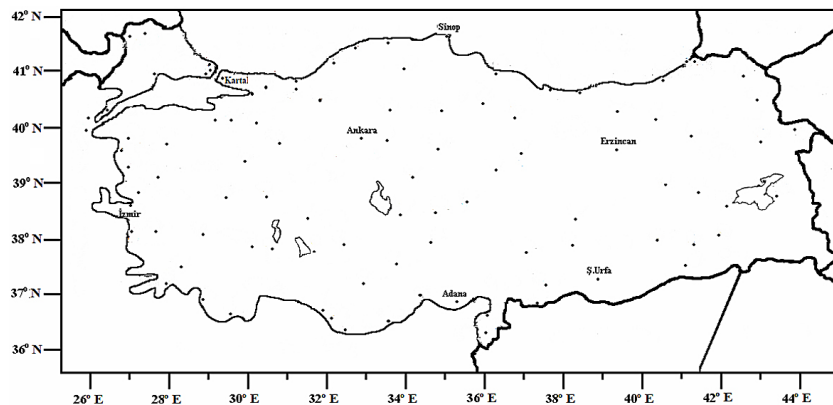 42° N
Sinop
41° N
Kartal
40° N
Ankara
Erzincan
39° N
İzmir
38° N
Ş.Urfa
37° N
Adana
36° N
26° E 28° E 30° E 32° E 34° E 36° E 38° E 40° E 42° E 44° E